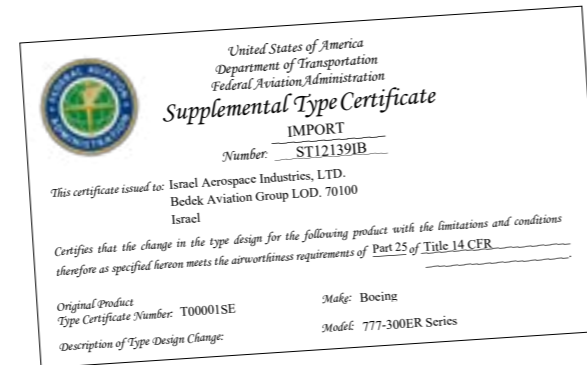 United States of America
Department of Transportation
Federal Aviation Administration
Supplemental Type Certificate
IMPORT
Number: ST12139IB
This certificate issued to: Israel Aerospace Industries, LTD.
Bedek Aviation Group LOD. 70100
Israel
Certifies that the change in the type design for the following product with the limitations and conditions
therefore as specified hereon meets the airworthiness requirements of Part 25 of Title 14 CFR
Original Product
Type Certificate Number: T00001SE
Make: Boeing
Description of Type Design Change:
Model: 777-300ER Series
FEDERAL AVIATION
ADMINISTRATION